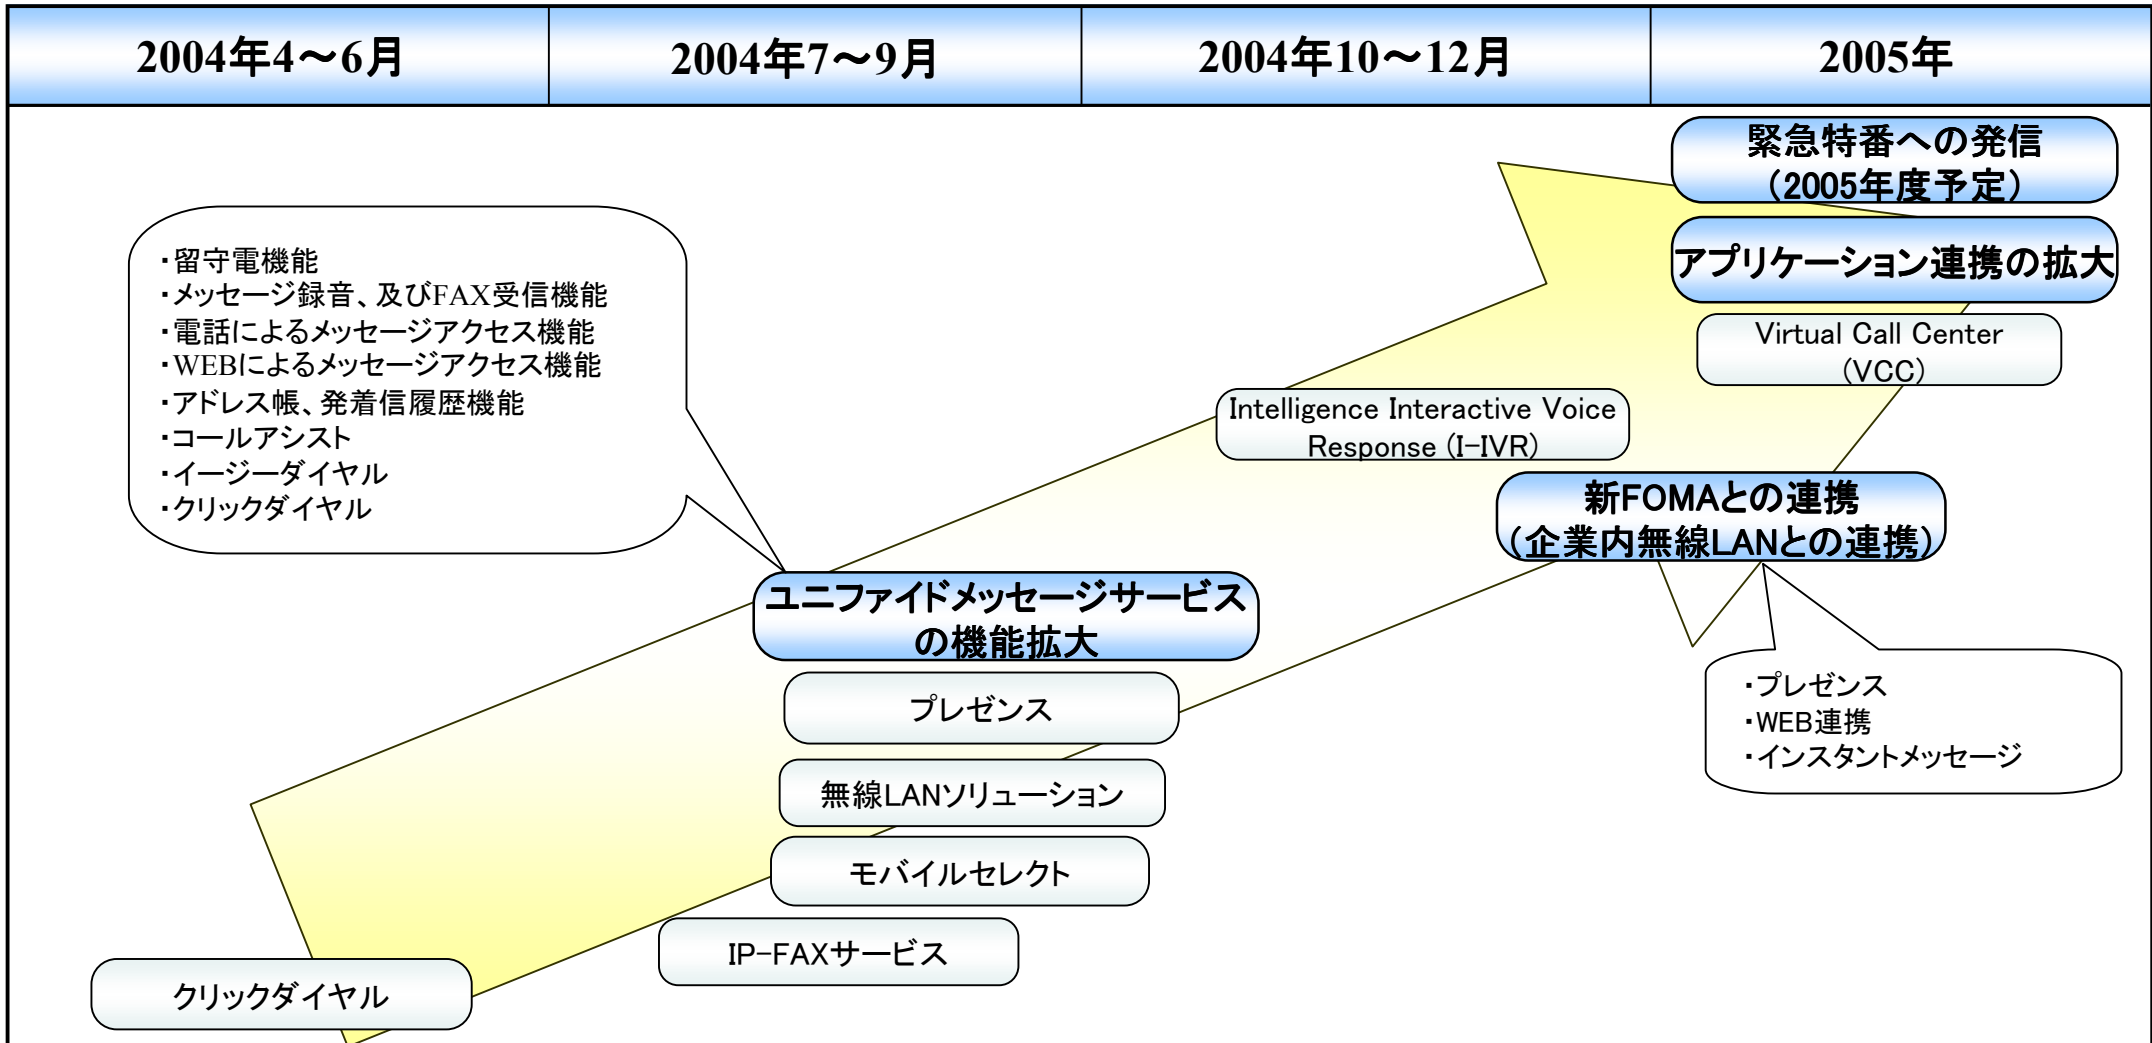 2004年4～6月
2004年7～9月
2004年10～12月
2005年
緊急特番への発信
（2005年度予定）
アプリケーション連携の拡大
Virtual Call Center
(VCC)
・留守電機能
・メッセージ録音、及びFAX受信機能
・電話によるメッセージアクセス機能
・WEBによるメッセージアクセス機能
・アドレス帳、発着信履歴機能
・コールアシスト
・イージーダイヤル
・クリックダイヤル
Intelligence Interactive Voice
Response (I-IVR)
新FOMAとの連携
（企業内無線LANとの連携）
ユニファイドメッセージサービス
の機能拡大
プレゼンス
無線LANソリューション
モバイルセレクト
IP-FAXサービス
クリックダイヤル
・プレゼンス
・WEB連携
・インスタントメッセージ